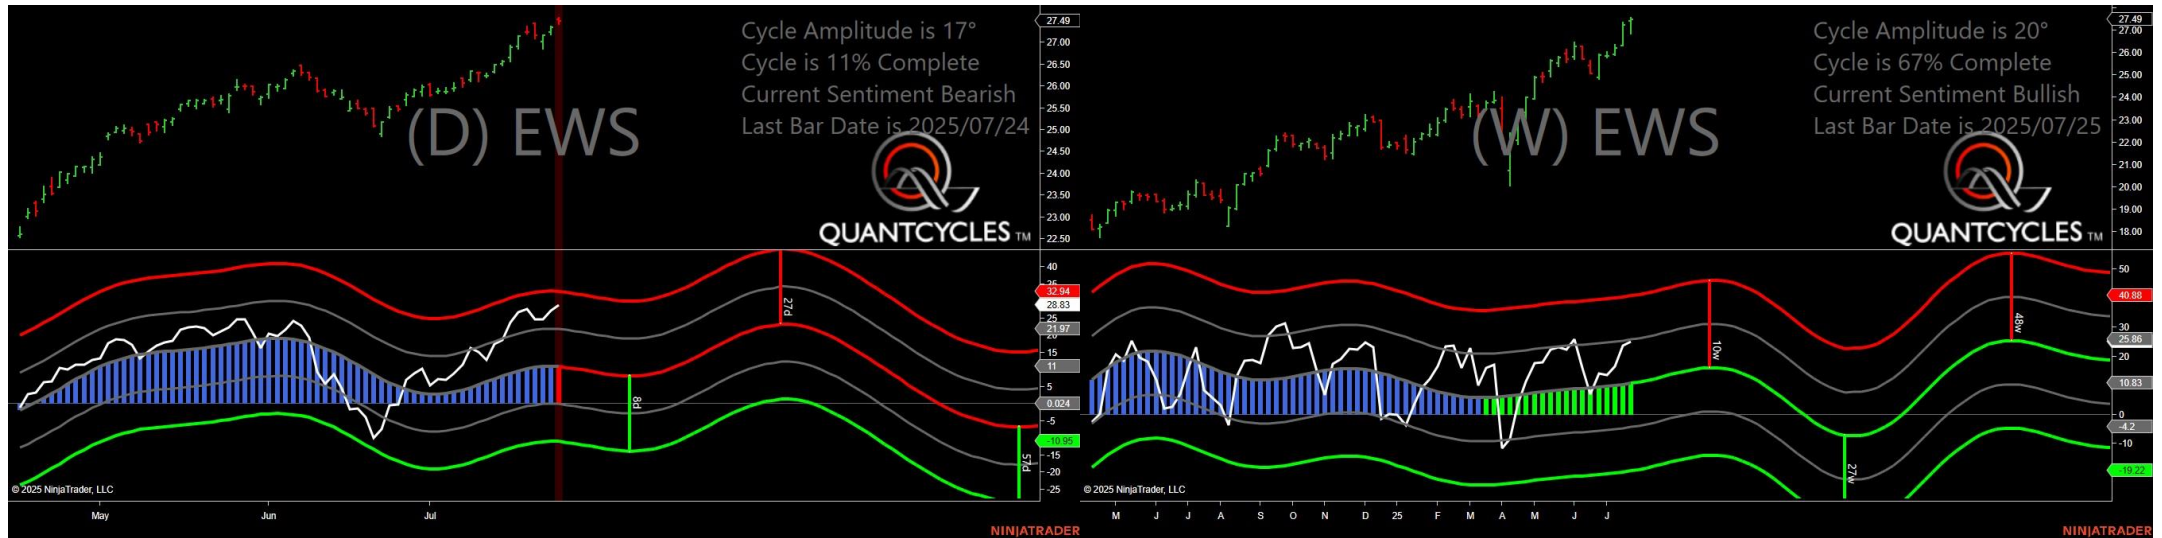 27.49
Cycle Amplitude is 17°
Cycle is 11% Complete
Current Sentiment Bearish
Last Bar Date is 2025/07/24
(D) EWS
QUANTCYCLES TM
27.00
26.50
26.00
25.50
25.00
24.50
24.00
23.50
23.00
22.50
40
32.94
28.83
25
21.97
15
11
5
0.024
-5
-10.95
-15
-20
-25
8d
27d
57d
© 2025 NinjaTrader, LLC
May
Jun
Jul
NINJATRADER
27.49
Cycle Amplitude is 20°
Cycle is 67% Complete
Current Sentiment Bullish
Last Bar Date is 2025/07/25
(W) EWS
QUANTCYCLES TM
27.00
26.00
25.00
24.00
23.00
22.00
21.00
20.00
19.00
18.00
50
40.88
30
25.86
20
10.83
0
-4.2
-10
-19.22
10w
27w
48w
© 2025 NinjaTrader, LLC
M J J A S O N D 25 F M A M J J
NINJATRADER